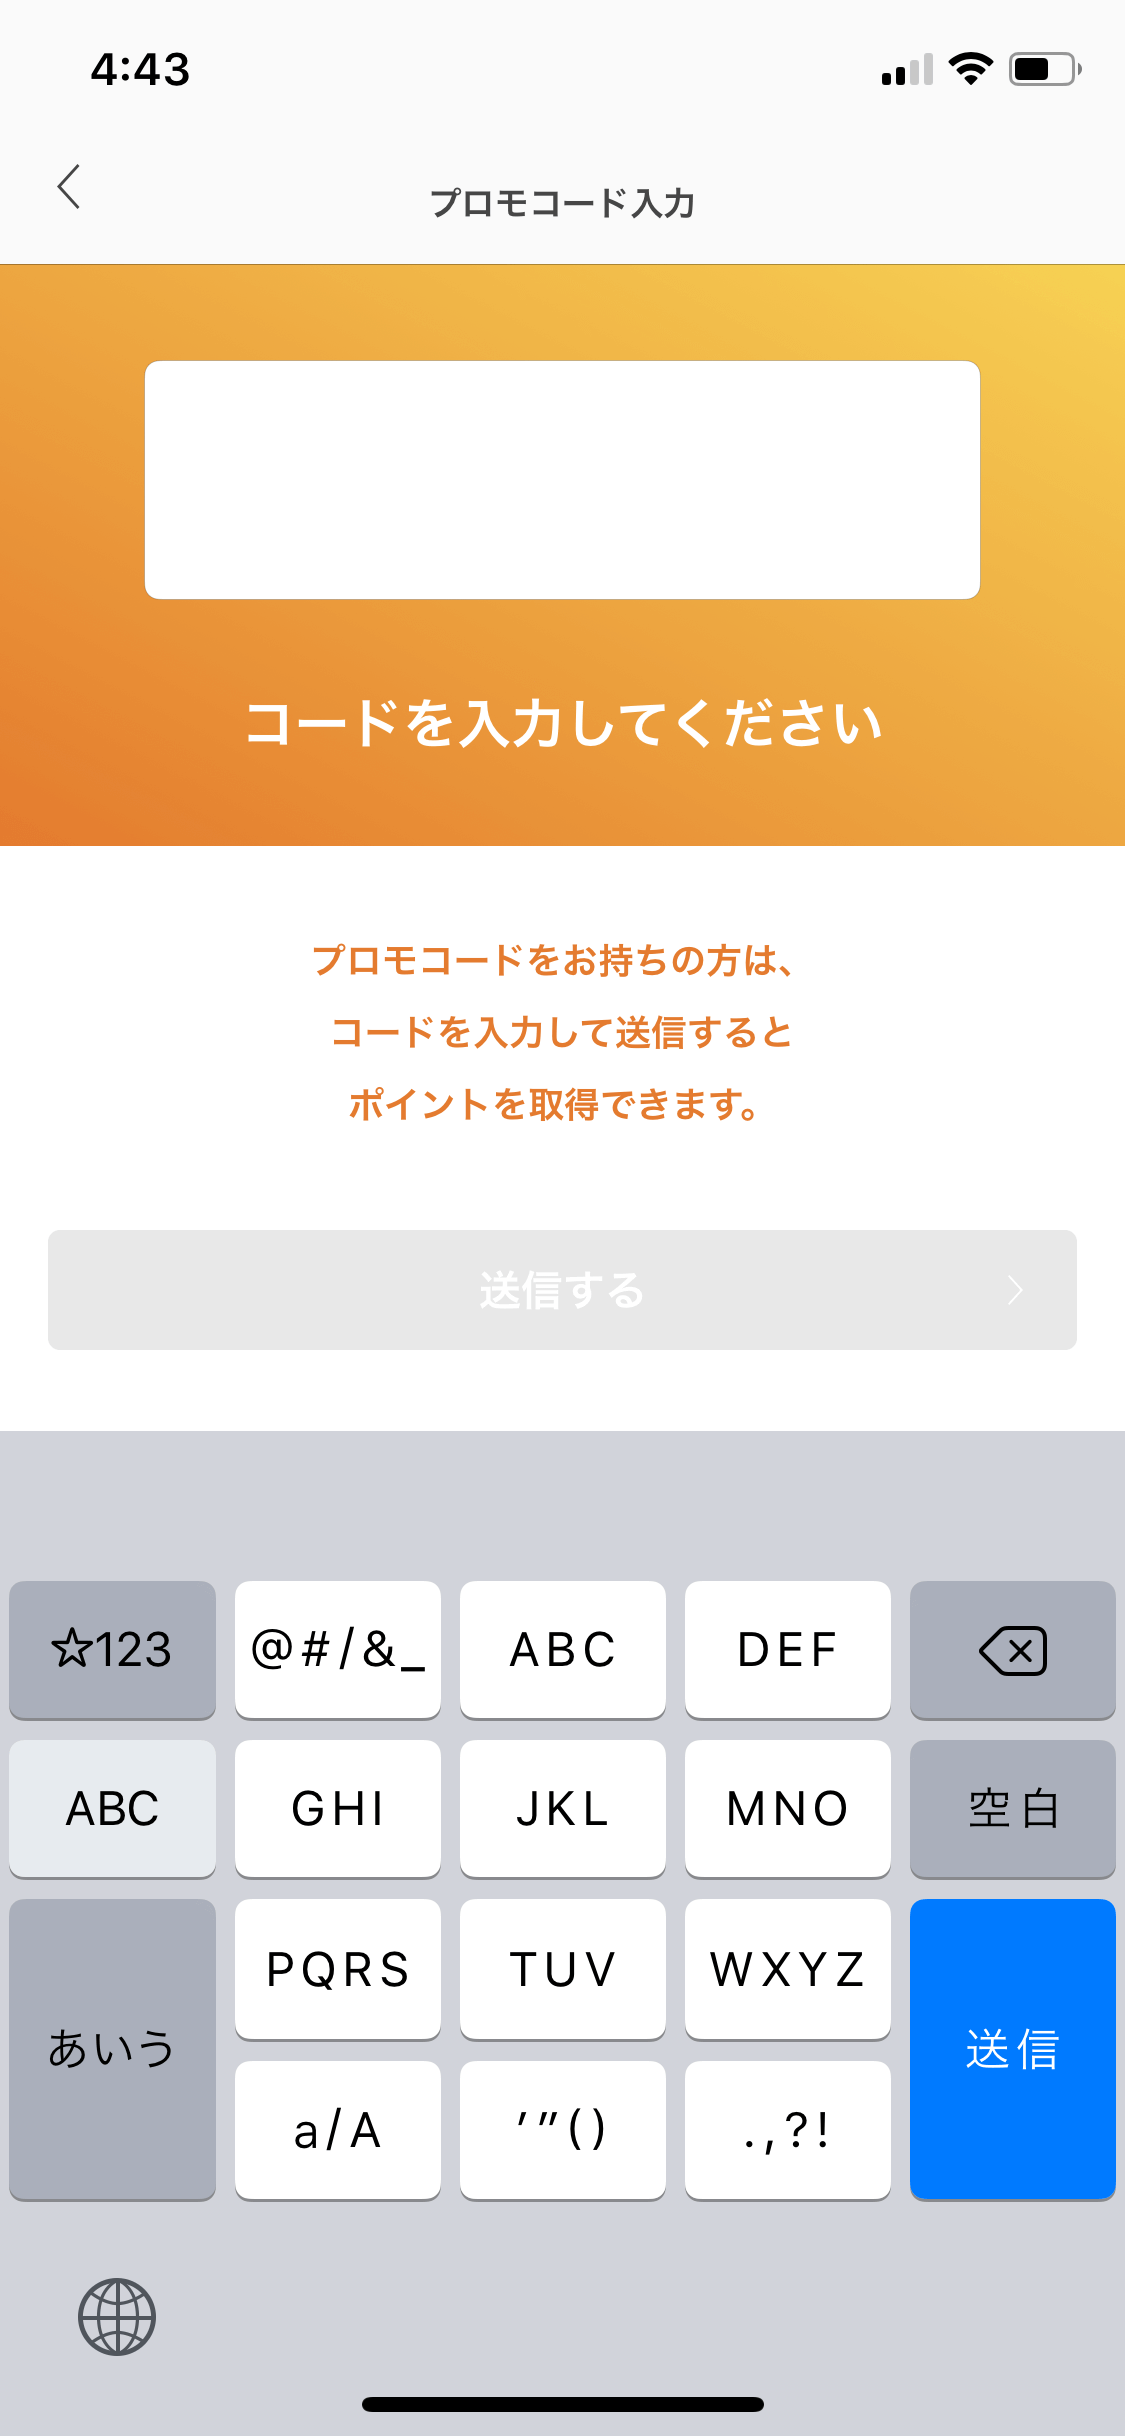 4:43
プロモコード入力
コードを入力してください
プロモコードをお持ちの方は、
コードを入力して送信すると
ポイントを取得できます。
送信する
☆123 @#/&_ ABC DEF
ABC GHI JKL MNO 空白
PQRS TUV WXYZ
あいう 送信
a/A ′″() .,?!